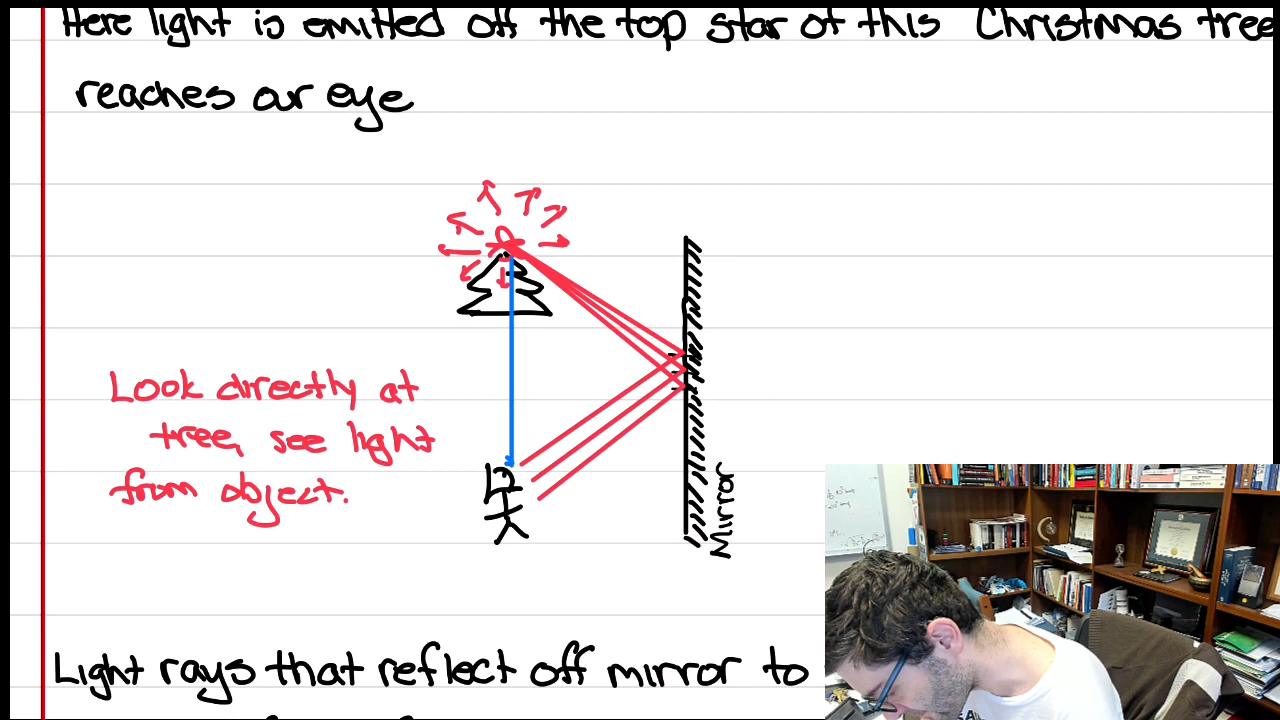 Here light is emitted off the top star of this Christmas tree
reaches our eye
Look directly at
tree, see light
from object.
Mirror
Light rays that reflect off mirror to